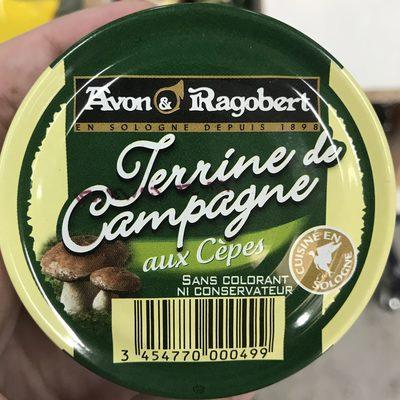 Avon & Ragobert
EN SOLOGNE DEPUIS 1898
Terrine de
Campagne
aux Cèpes
CUISINÉ EN
SOLOGNE
SANS COLORANT
NI CONSERVATEUR
3 454770 000499